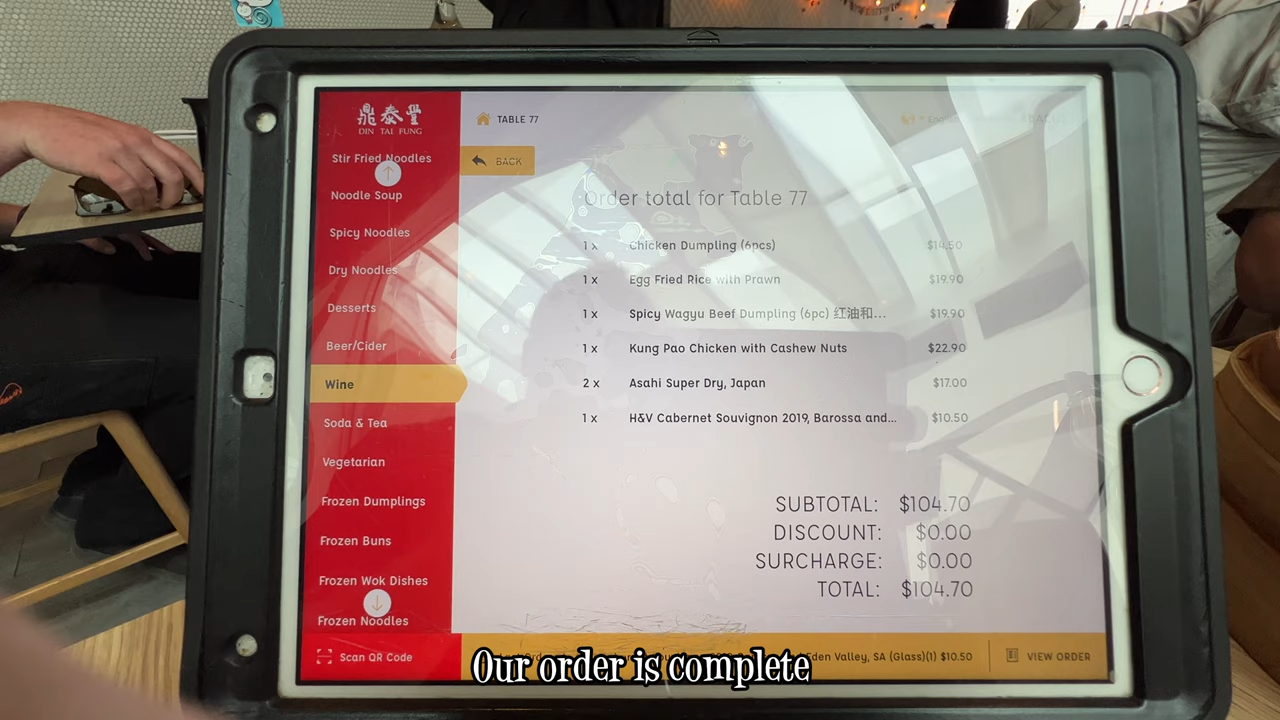 鼎泰豐
DIN TAI FUNG
TABLE 77
Stir Fried Noodles
BACK
Noodle Soup
Order total for Table 77
Spicy Noodles
1 x Chicken Dumpling (6pcs) $14.50
Dry Noodles
1 x Egg Fried Rice with Prawn $19.90
Desserts
1 x Spicy Wagyu Beef Dumpling (6pc) 红油和... $19.90
Beer/Cider
1 x Kung Pao Chicken with Cashew Nuts $22.90
Wine
2 x Asahi Super Dry, Japan $17.00
Soda & Tea
1 x H&V Cabernet Souvignon 2019, Barossa and... $10.50
Vegetarian
Frozen Dumplings
SUBTOTAL: $104.70
DISCOUNT: $0.00
Frozen Buns
SURCHARGE: $0.00
Frozen Wok Dishes
TOTAL: $104.70
Frozen Noodles
Scan QR Code
Eden Valley, SA (Glass)(1) $10.50
VIEW ORDER
Our order is complete